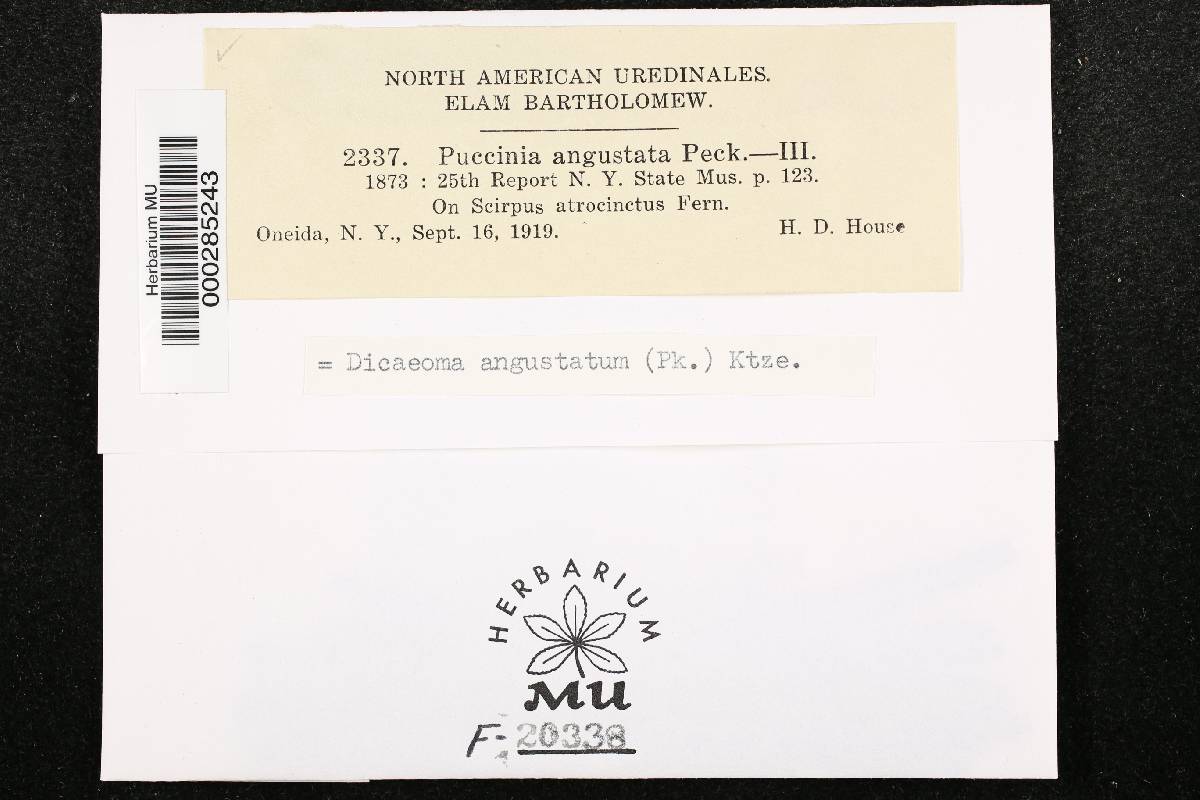 NORTH AMERICAN UREDINALES.
ELAM BARTHOLOMEW.
2337. Puccinia angustata Peck.—III.
1873 : 25th Report N. Y. State Mus. p. 123.
On Scirpus atrocinctus Fern.
Oneida, N. Y., Sept. 16, 1919. H. D. House
Herbarium MU
000285243
= Dicaeoma angustatum (Pk.) Ktze.
HERBARIUM
MU
F- 20338